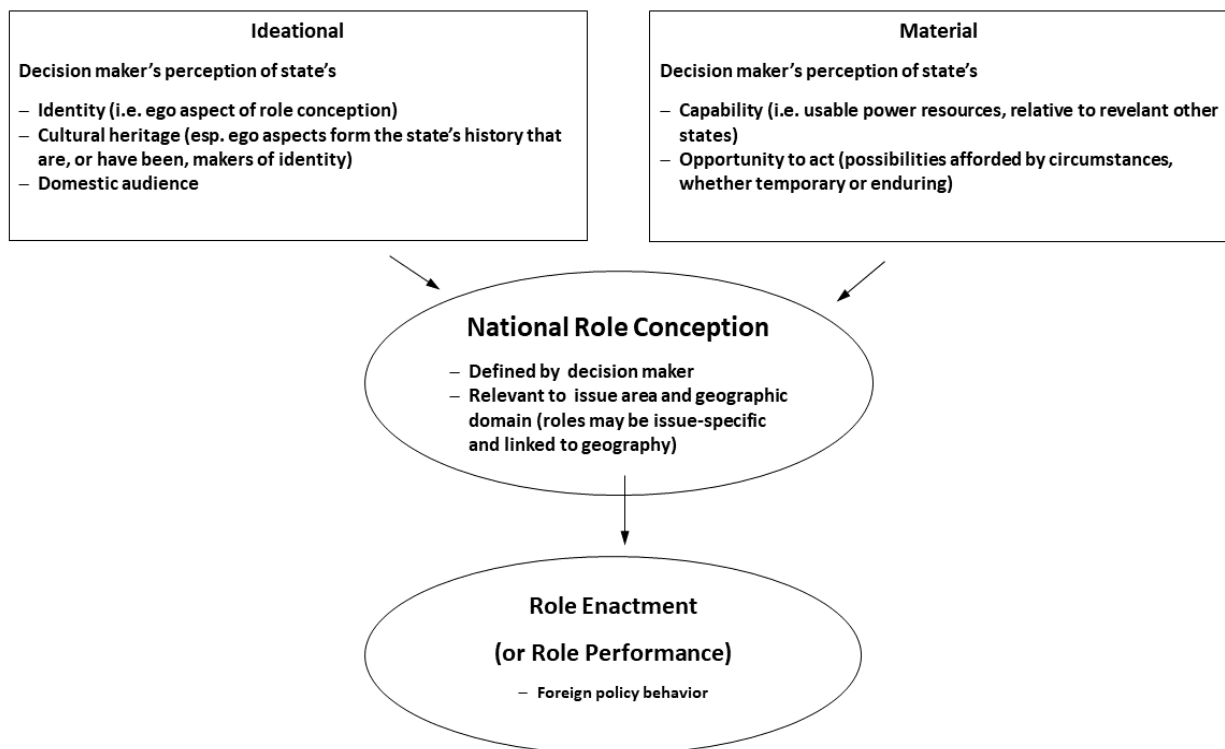 Ideational
Decision maker's perception of state's
– Identity (i.e. ego aspect of role conception)
– Cultural heritage (esp. ego aspects form the state's history that
are, or have been, makers of identity)
– Domestic audience
Material
Decision maker's perception of state's
– Capability (i.e. usable power resources, relative to revelant other
states)
– Opportunity to act (possibilities afforded by circumstances,
whether temporary or enduring)
National Role Conception
– Defined by decision maker
– Relevant to issue area and geographic
domain (roles may be issue-specific
and linked to geography)
Role Enactment
(or Role Performance)
– Foreign policy behavior